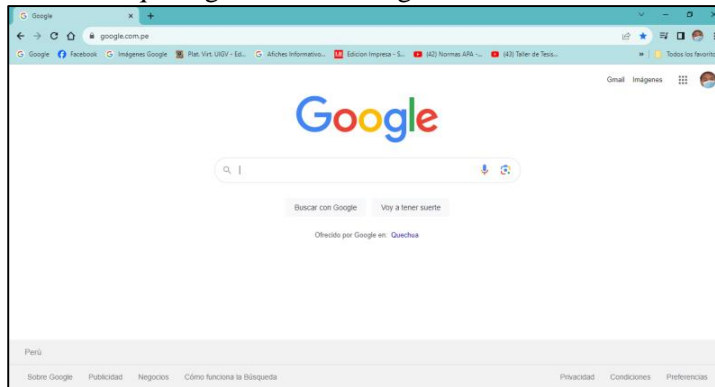 Google
google.com.pe
Google Facebook Imágenes Google Plat. Virt. UIGV - Ed... Afiches Informativo... Edicion Impresa - S... (42) Normas APA -... (43) Taller de Tesis... » Todos los favorito
Gmail Imágenes
Google
Buscar con Google Voy a tener suerte
Ofrecido por Google en: Quechua
Perú
Sobre Google Publicidad Negocios Cómo funciona la Búsqueda Privacidad Condiciones Preferencias